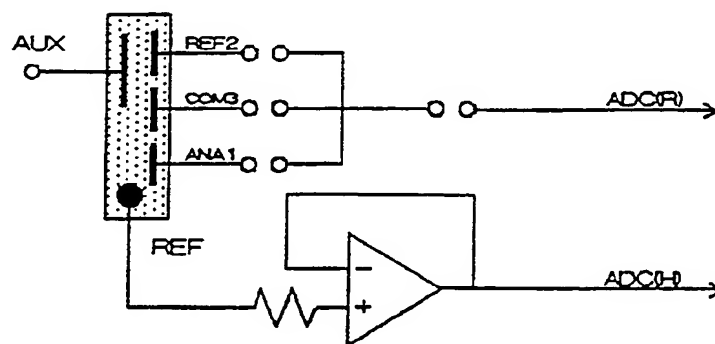 AUX
REF2
COM3
ADC(R)
ANA1
REF
−
+
ADC(H)